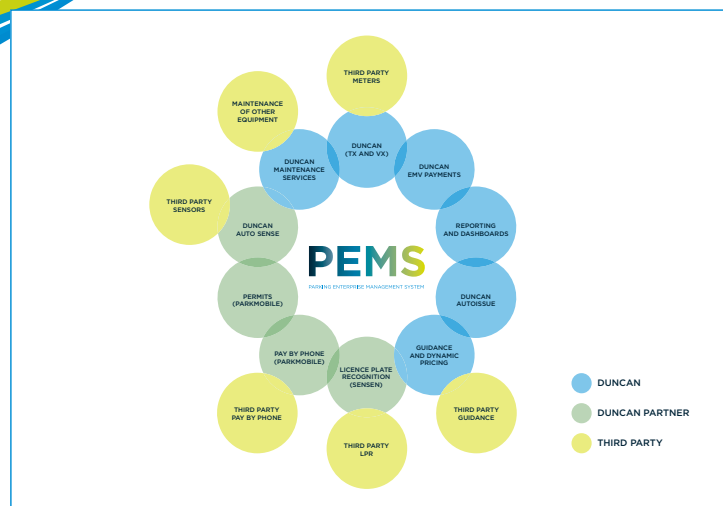 THIRD PARTY
METERS
MAINTENANCE
OF OTHER
EQUIPMENT
DUNCAN
(TX AND VX)
DUNCAN
MAINTENANCE
SERVICES
DUNCAN
EMV PAYMENTS
THIRD PARTY
SENSORS
DUNCAN
AUTO SENSE
REPORTING
AND DASHBOARDS
PEMS
PARKING ENTERPRISE MANAGEMENT SYSTEM
PERMITS
(PARKMOBILE)
DUNCAN
AUTOISSUE
PAY BY PHONE
(PARKMOBILE)
LICENCE PLATE
RECOGNITION
(SENSEN)
GUIDANCE
AND DYNAMIC
PRICING
THIRD PARTY
PAY BY PHONE
THIRD PARTY
LPR
THIRD PARTY
GUIDANCE
DUNCAN
DUNCAN PARTNER
THIRD PARTY